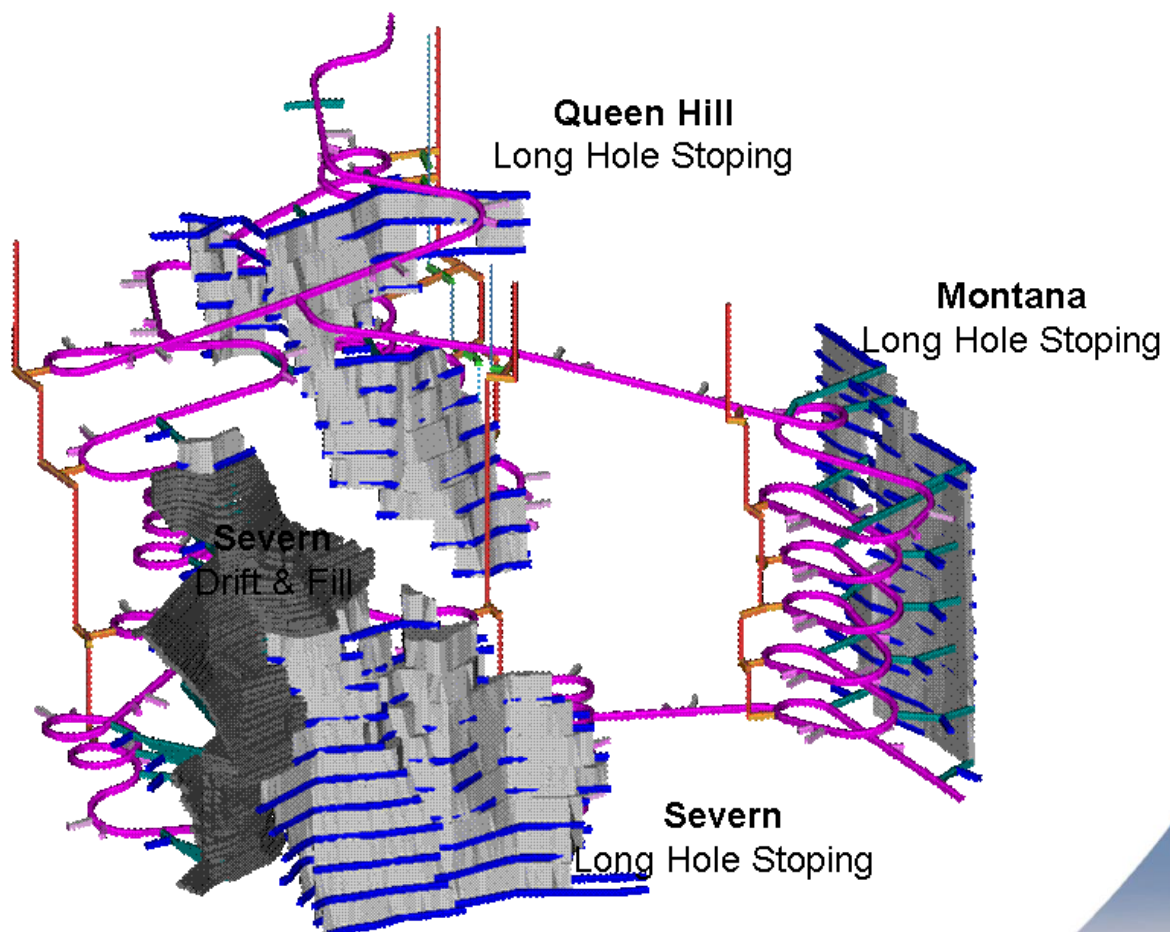 Queen Hill
Long Hole Stoping
Montana
Long Hole Stoping
Severn
Drift & Fill
Severn
Long Hole Stoping